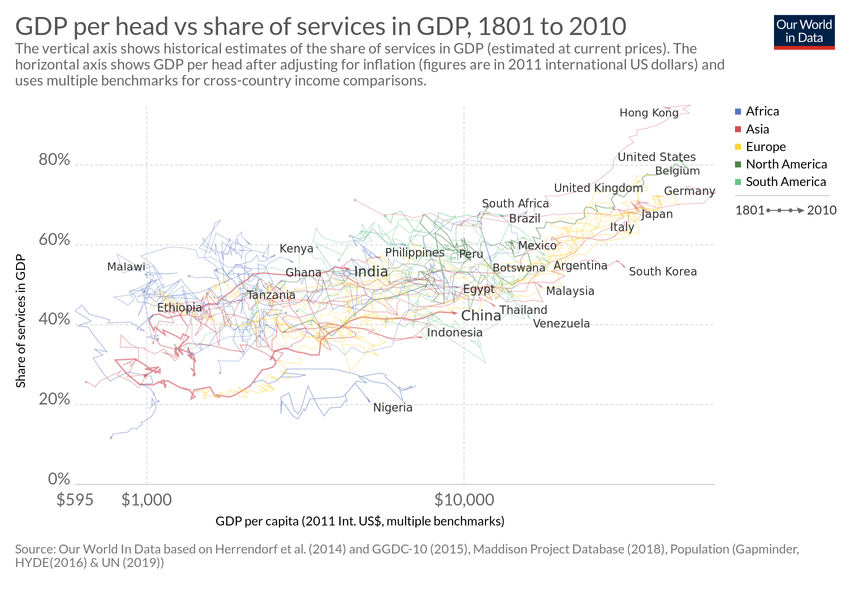 GDP per head vs share of services in GDP, 1801 to 2010
Our World
in Data
The vertical axis shows historical estimates of the share of services in GDP (estimated at current prices). The
horizontal axis shows GDP per head after adjusting for inflation (figures are in 2011 international US dollars) and
uses multiple benchmarks for cross-country income comparisons.
Hong Kong
Africa
Asia
Europe
North America
South America
1801
2010
80%
United States
Belgium
United Kingdom
Germany
South Africa
Japan
Brazil
Italy
60%
Kenya
Philippines
Peru
Mexico
Malawi
Ghana
India
Botswana
Argentina
South Korea
Tanzania
Egypt
Malaysia
Ethiopia
China
Thailand
40%
Venezuela
Indonesia
20%
Nigeria
0%
Share of services in GDP
$595
$1,000
$10,000
GDP per capita (2011 Int. US$, multiple benchmarks)
Source: Our World In Data based on Herrendorf et al. (2014) and GGDC-10 (2015), Maddison Project Database (2018), Population (Gapminder,
HYDE(2016) & UN (2019))